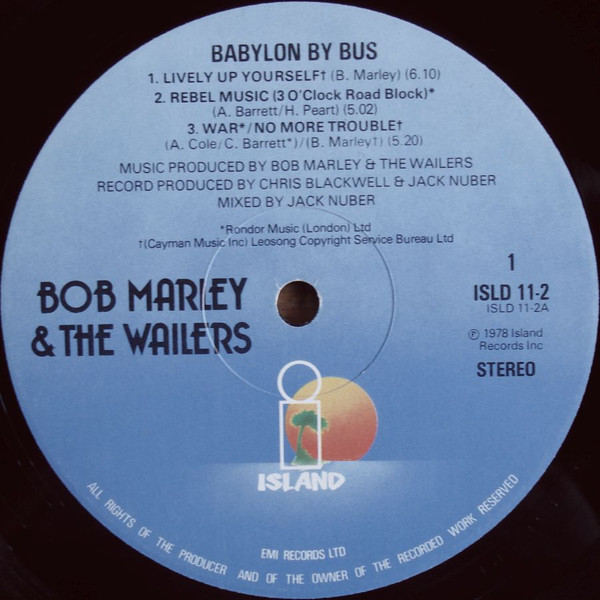 BABYLON BY BUS
1. LIVELY UP YOURSELF† (B. Marley) (6.10)
2. REBEL MUSIC (3 O'Clock Road Block)*
(A. Barrett/H. Peart) (5.02)
3. WAR*/NO MORE TROUBLE†
(A. Cole/C. Barrett*)/(B. Marley†) (5.20)
MUSIC PRODUCED BY BOB MARLEY & THE WAILERS
RECORD PRODUCED BY CHRIS BLACKWELL & JACK NUBER
MIXED BY JACK NUBER
*Rondor Music (London) Ltd
†(Cayman Music Inc) Leosong Copyright Service Bureau Ltd
BOB MARLEY
& THE WAILERS
1
ISLD 11-2
ISLD 11-2A
℗ 1978 Island
Records Inc
STEREO
ISLAND
EMI RECORDS LTD
ALL RIGHTS OF THE PRODUCER AND OF THE OWNER OF THE RECORDED WORK RESERVED